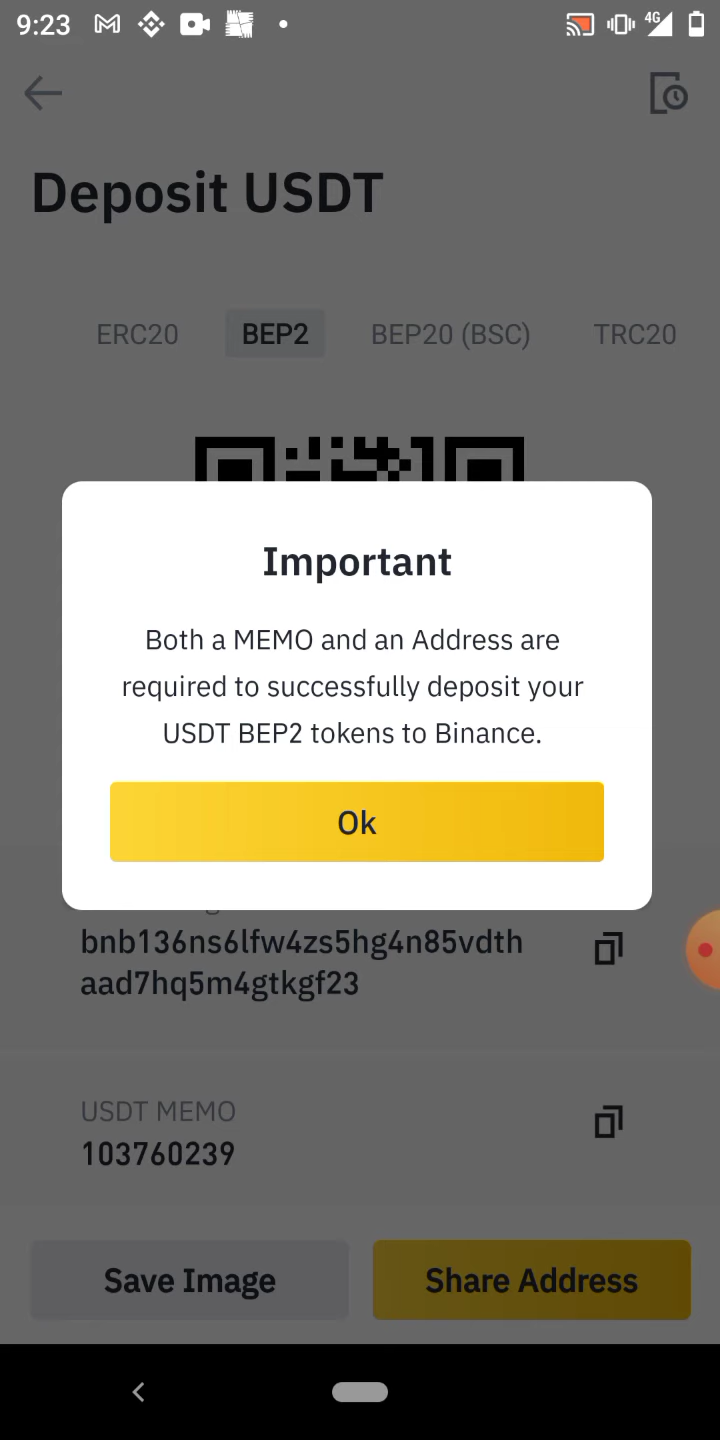 9:23
4G
Deposit USDT
ERC20 BEP2 BEP20 (BSC) TRC20
Important
Both a MEMO and an Address are
required to successfully deposit your
USDT BEP2 tokens to Binance.
Ok
bnb136ns6lfw4zs5hg4n85vdth
aad7hq5m4gtkgf23
USDT MEMO
103760239
Save Image Share Address